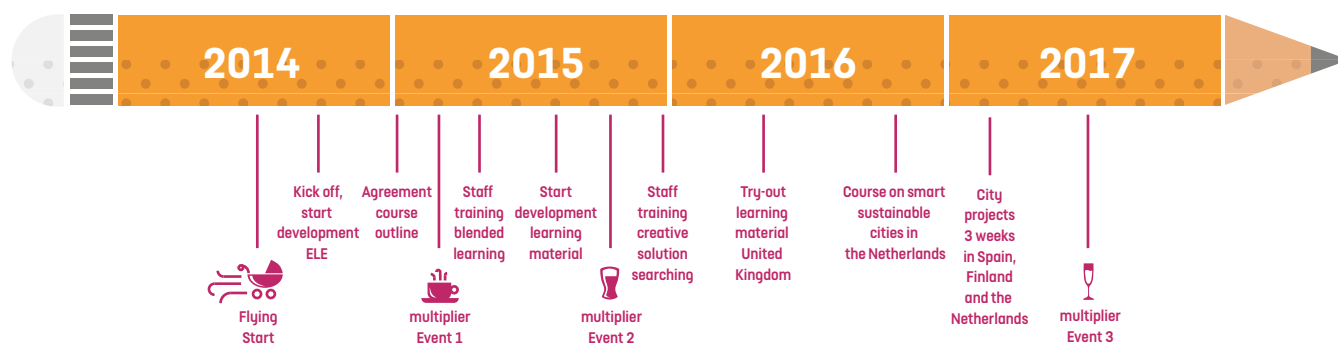 2014
2015
2016
2017
Flying
Start
Kick off,
start
development
ELE
Agreement
course
outline
multiplier
Event 1
Staff
training
blended
learning
Start
development
learning
material
multiplier
Event 2
Staff
training
creative
solution
searching
Try-out
learning
material
United
Kingdom
Course on smart
sustainable
cities in
the Netherlands
City
projects
3 weeks
in Spain,
Finland
and the
Netherlands
multiplier
Event 3